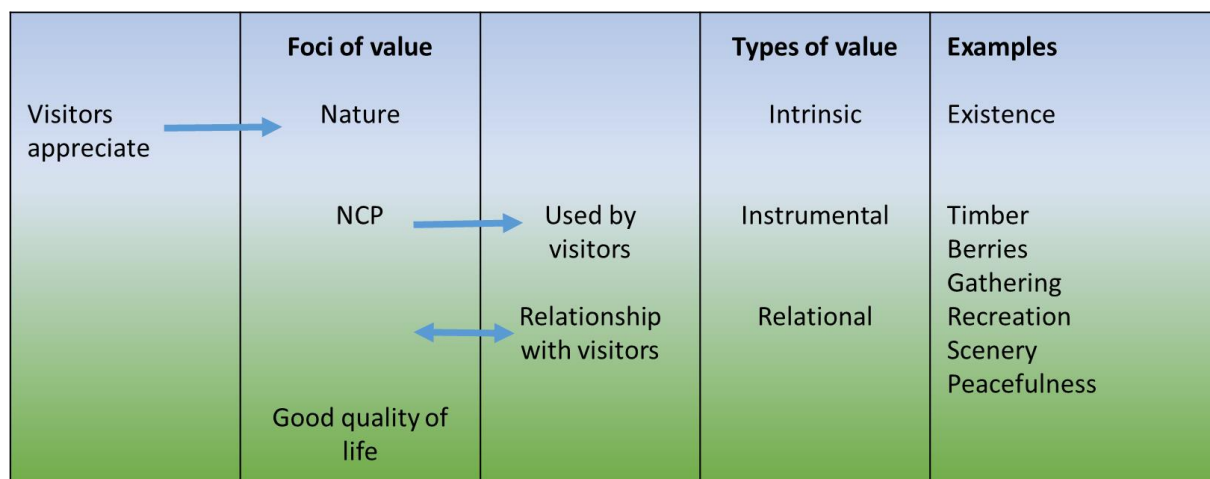 Foci of value
Types of value
Examples
Visitors
appreciate
Nature
Intrinsic
Existence
NCP
Used by
visitors
Instrumental
Timber
Berries
Gathering
Relationship
with visitors
Relational
Recreation
Scenery
Peacefulness
Good quality of
life